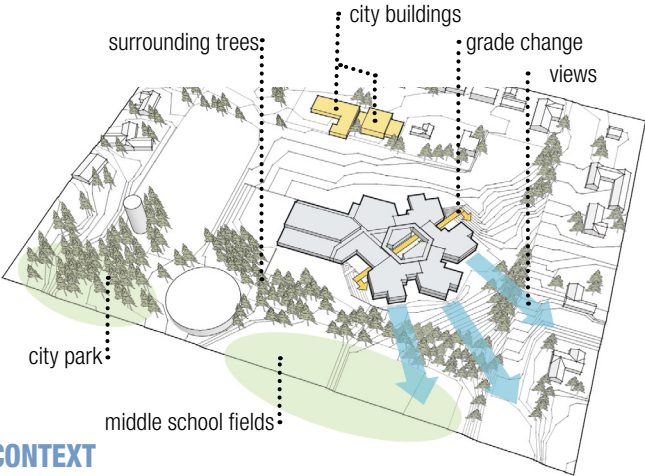 city buildings
surrounding trees
grade change
views
city park
middle school fields
CONTEXT